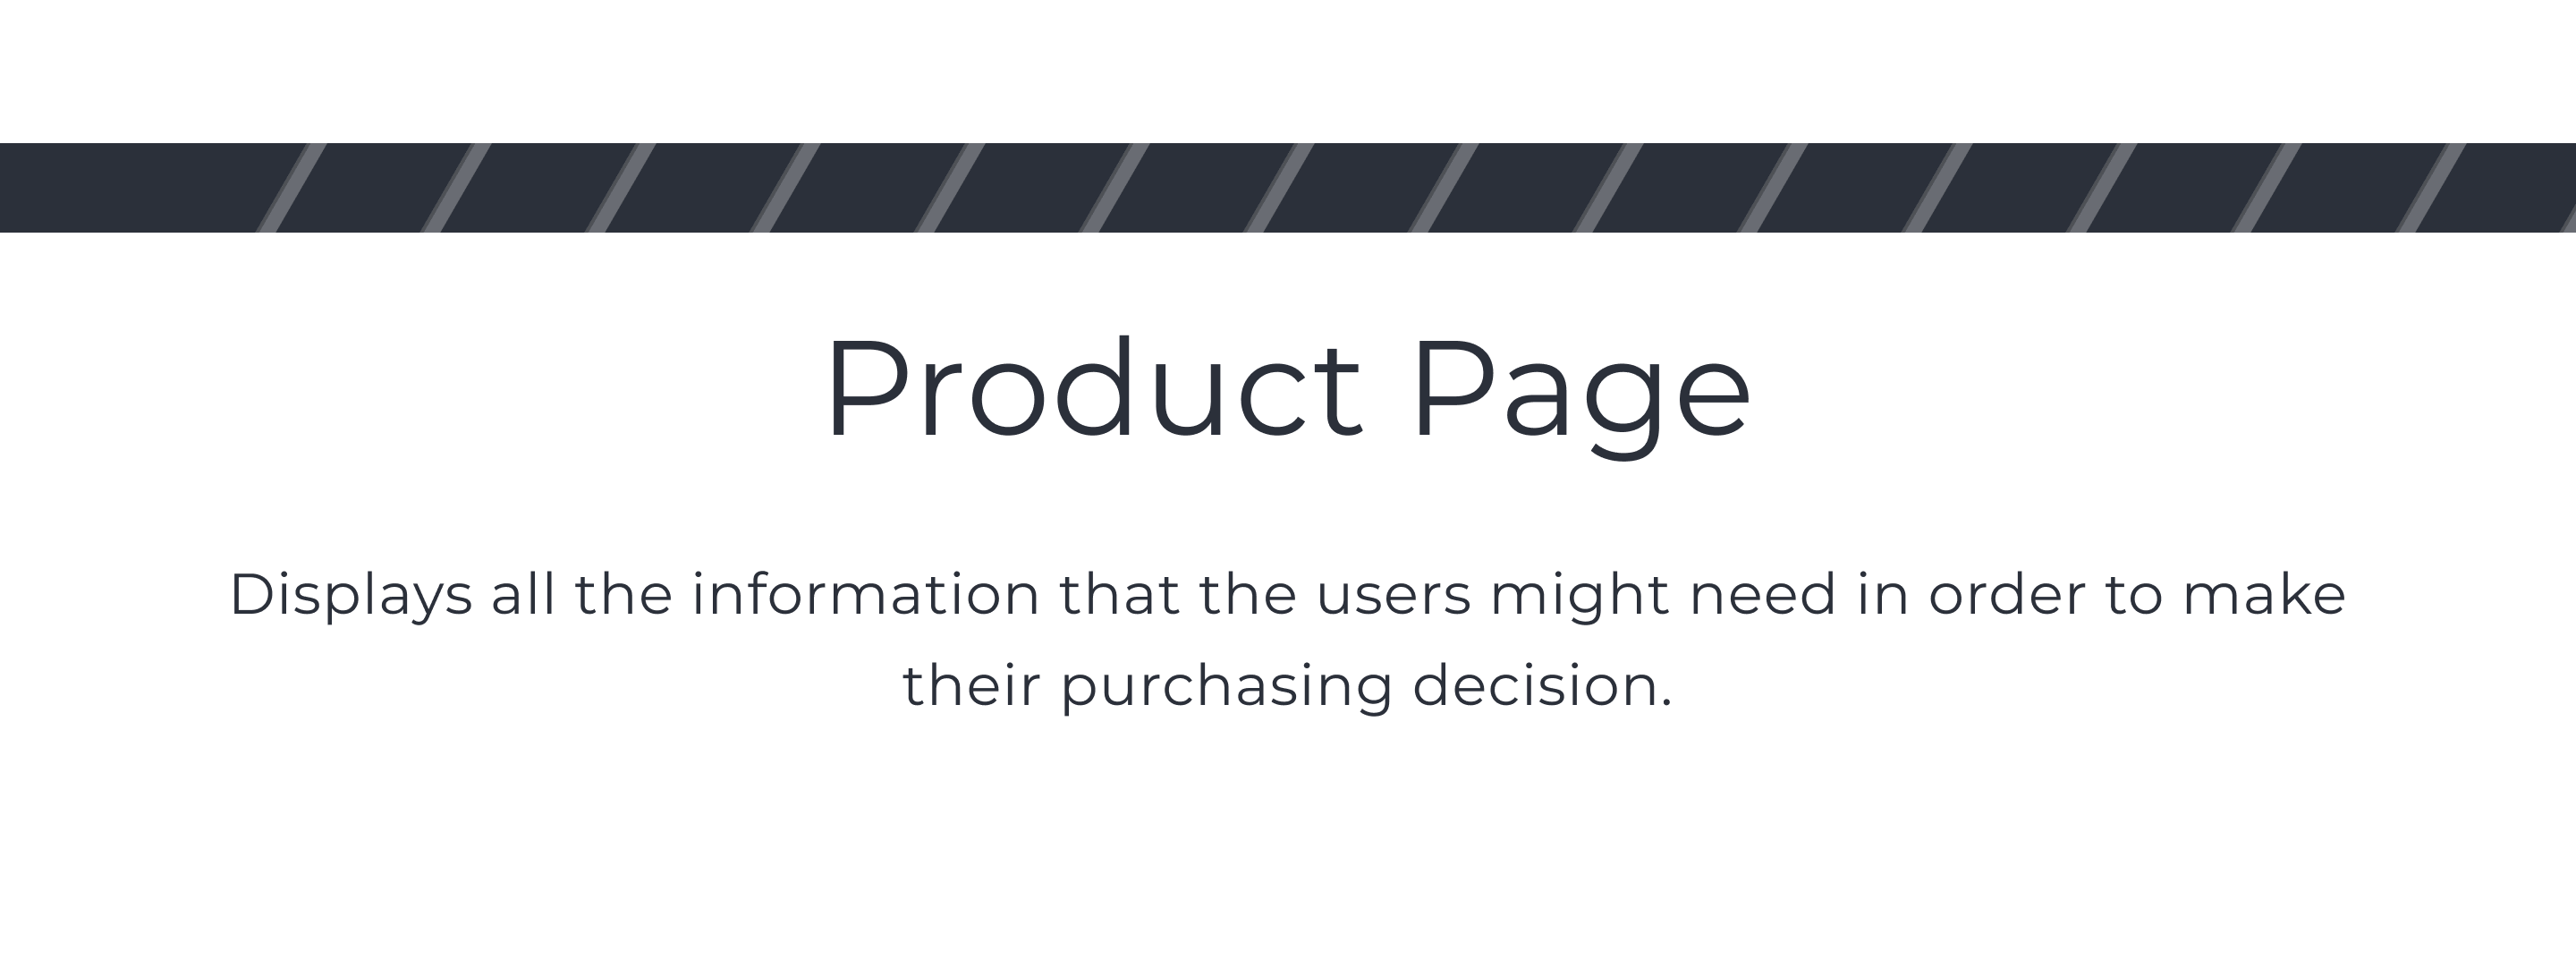 Product Page
Displays all the information that the users might need in order to make
their purchasing decision.